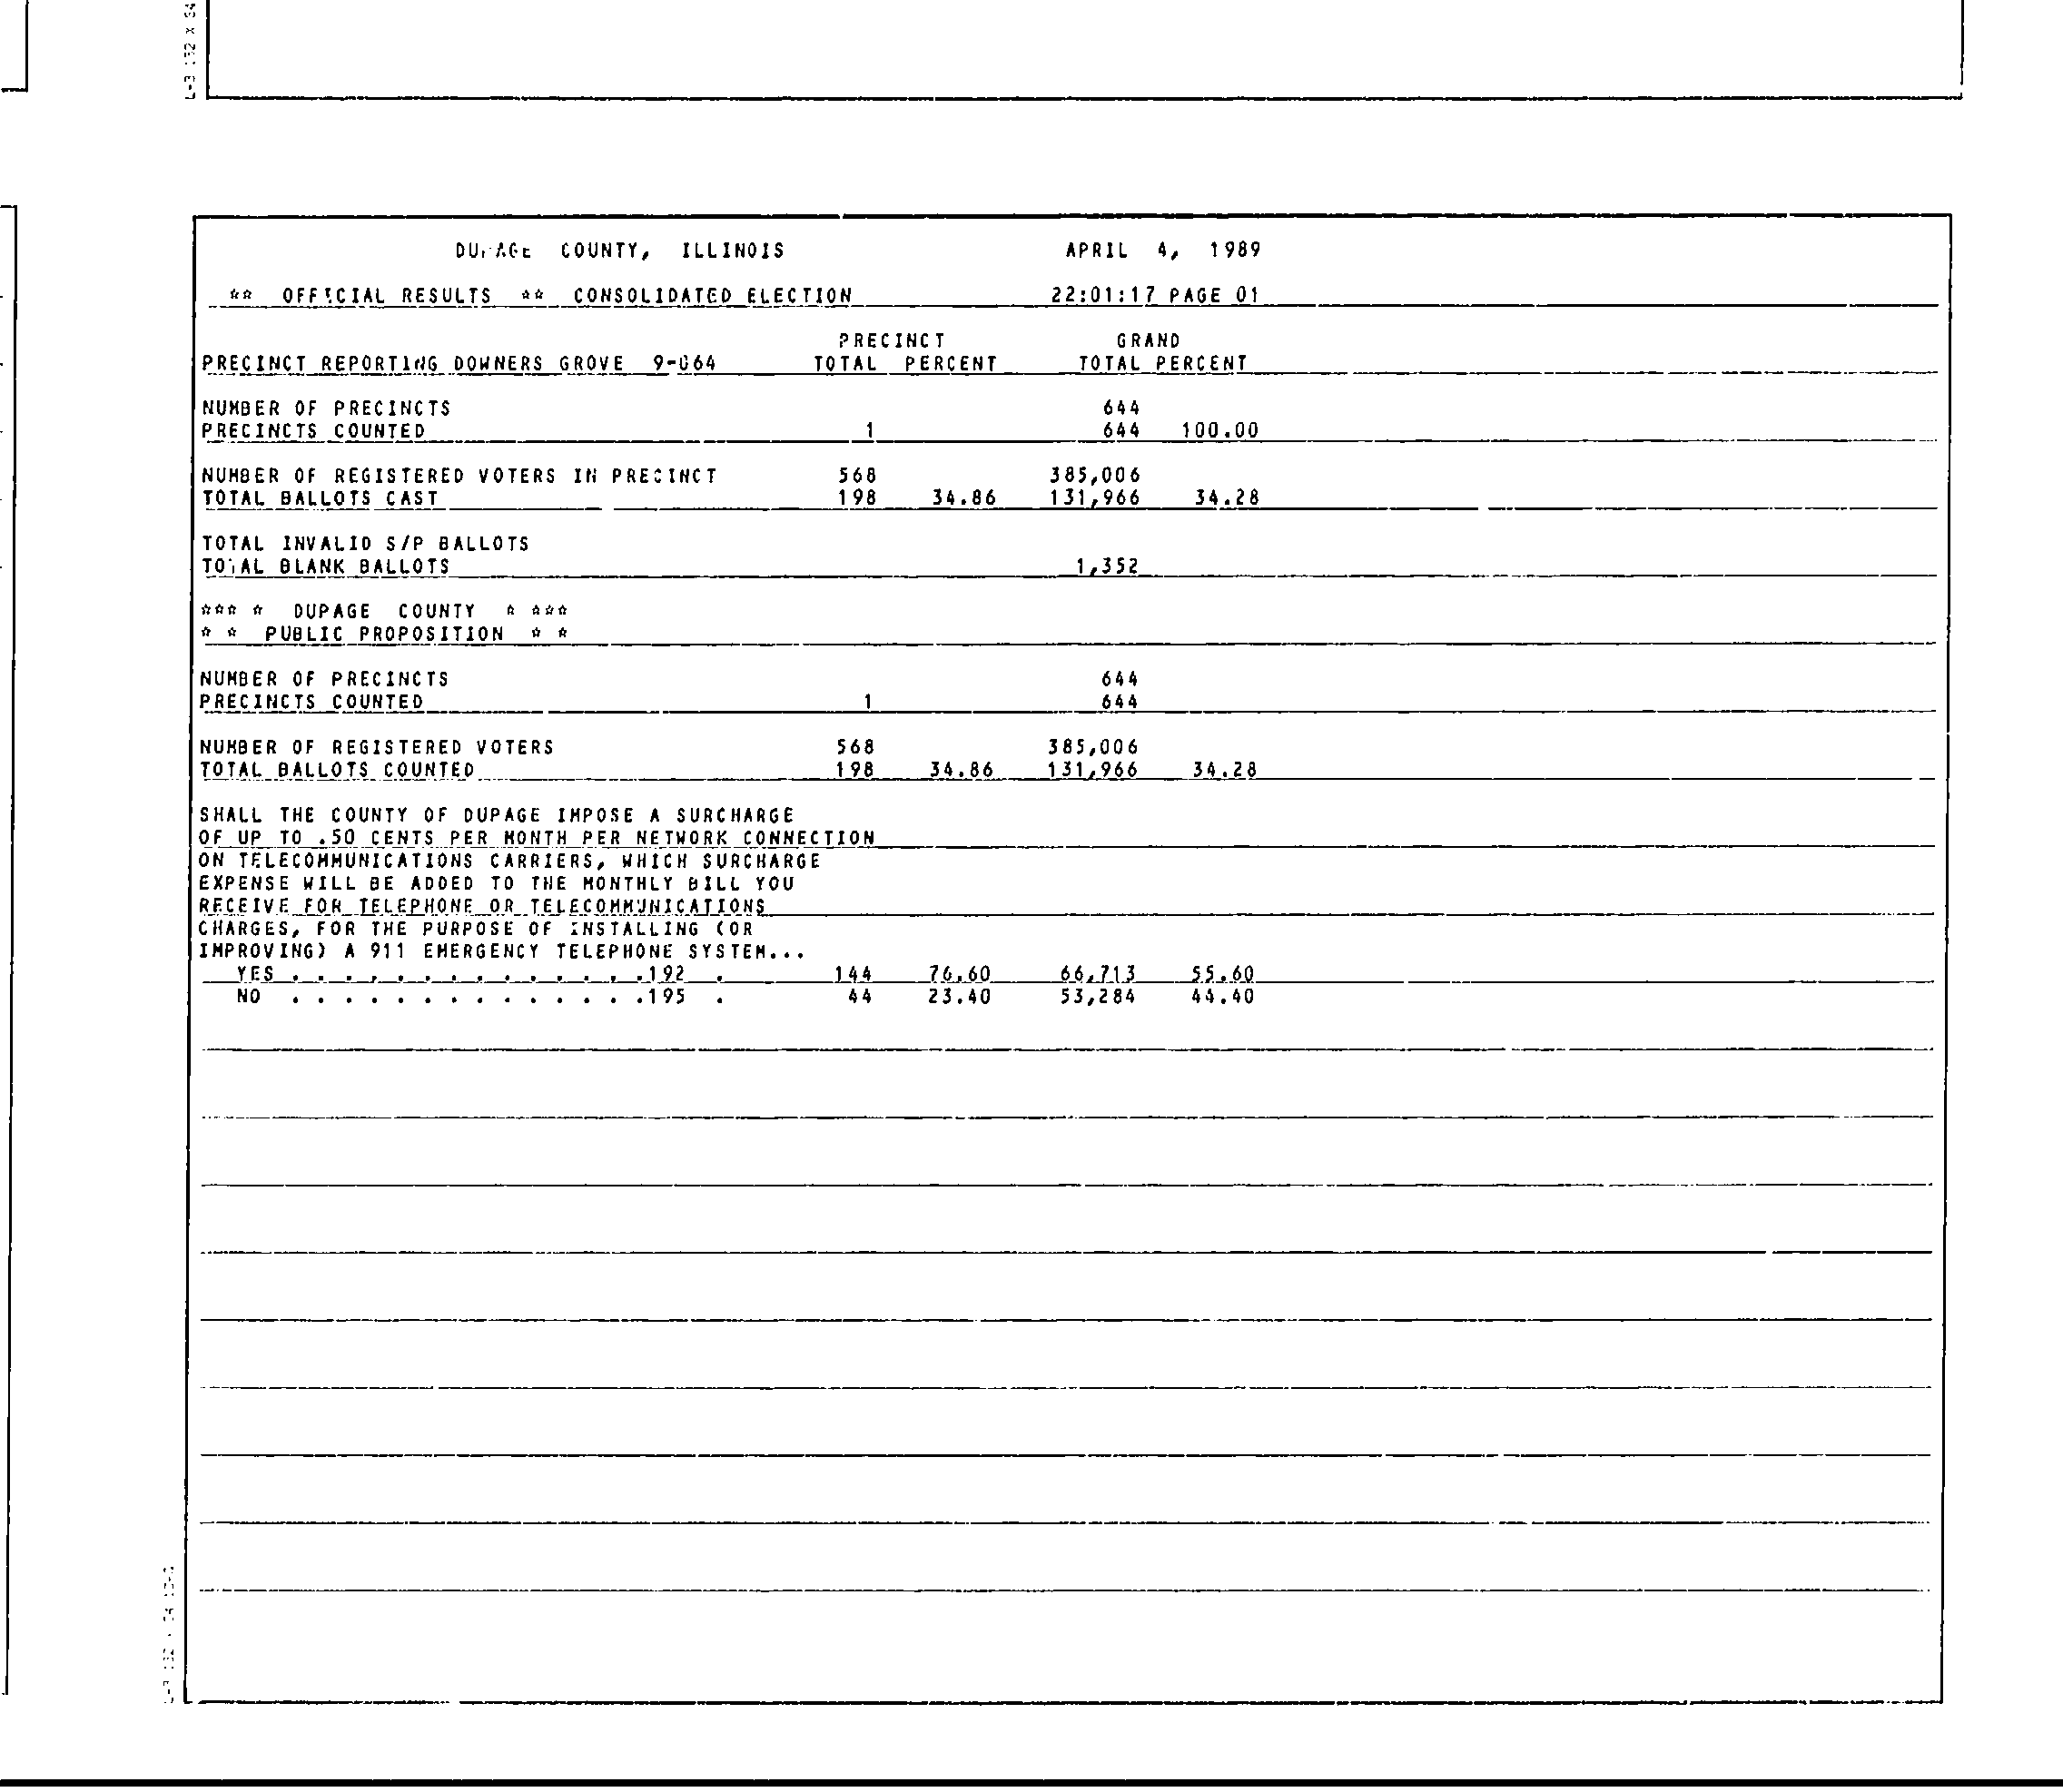 DUPAGE COUNTY, ILLINOIS APRIL 4, 1989
** OFFICIAL RESULTS ** CONSOLIDATED ELECTION 22:01:17 PAGE 01
PRECINCT GRAND
PRECINCT REPORTING DOWNERS GROVE 9-064 TOTAL PERCENT TOTAL PERCENT
NUMBER OF PRECINCTS 644
PRECINCTS COUNTED 1 644 100.00
NUMBER OF REGISTERED VOTERS IN PRECINCT 568 385,006
TOTAL BALLOTS CAST 198 34.86 131,966 34.28
TOTAL INVALID S/P BALLOTS
TOTAL BLANK BALLOTS 1,352
*** * DUPAGE COUNTY * ***
* * PUBLIC PROPOSITION * *
NUMBER OF PRECINCTS 644
PRECINCTS COUNTED 1 644
NUMBER OF REGISTERED VOTERS 568 385,006
TOTAL BALLOTS COUNTED 198 34.86 131,966 34.28
SHALL THE COUNTY OF DUPAGE IMPOSE A SURCHARGE
OF UP TO .50 CENTS PER MONTH PER NETWORK CONNECTION
ON TELECOMMUNICATIONS CARRIERS, WHICH SURCHARGE
EXPENSE WILL BE ADDED TO THE MONTHLY BILL YOU
RECEIVE FOR TELEPHONE OR TELECOMMUNICATIONS
CHARGES, FOR THE PURPOSE OF INSTALLING (OR
IMPROVING) A 911 EMERGENCY TELEPHONE SYSTEM...
YES . . . . . . . . . . . . . .192 . 144 76.60 66,713 55.60
NO . . . . . . . . . . . . . .195 . 44 23.40 53,284 44.40